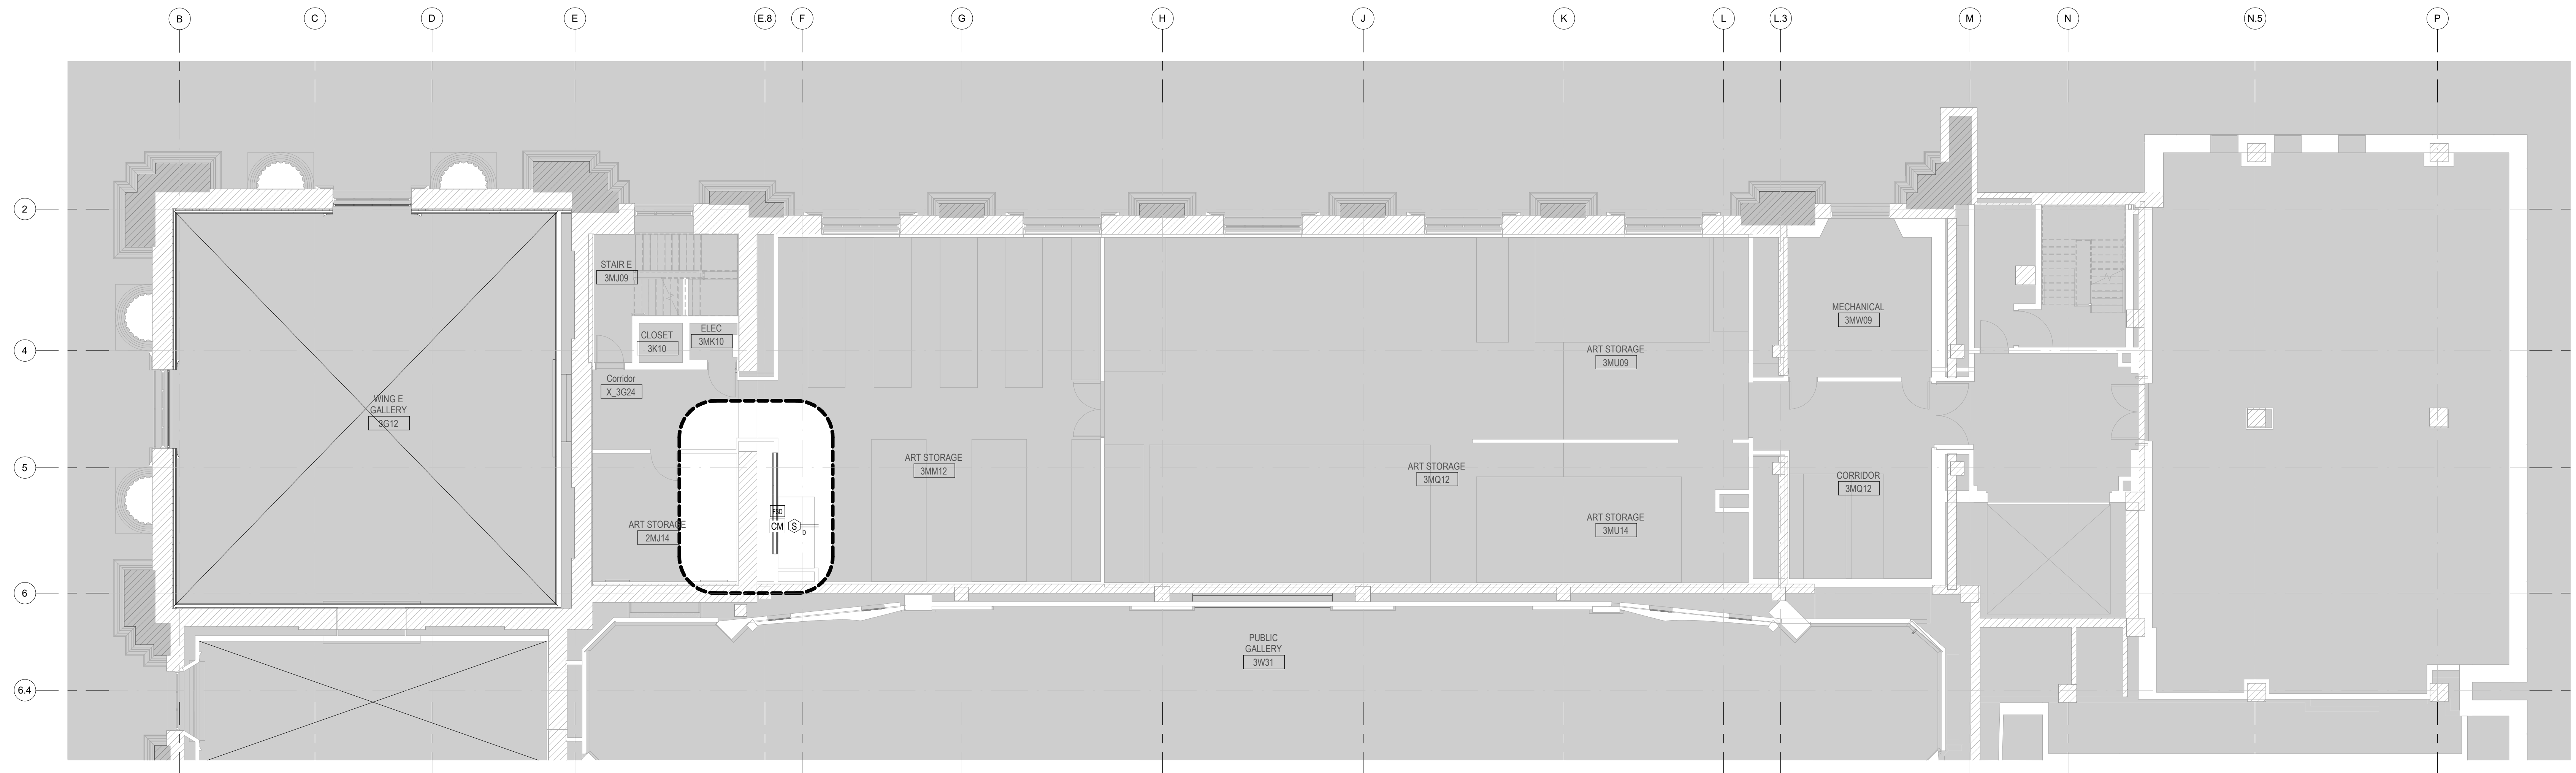 B C D E E.8 F G H J K L L.3 M N N.5 P
2
STAIR E
3MJ09
MECHANICAL
3MW09
CLOSET
3K10
ELEC
3MK10
4
ART STORAGE
3MU09
Corridor
X_3G24
WING E
GALLERY
3G12
5
ART STORAGE
3MM12
ART STORAGE
3MQ12
CORRIDOR
3MQ12
ART STORAGE
2MJ14
FSD
CM S
D
ART STORAGE
3MU14
6
PUBLIC
GALLERY
3W31
6.4